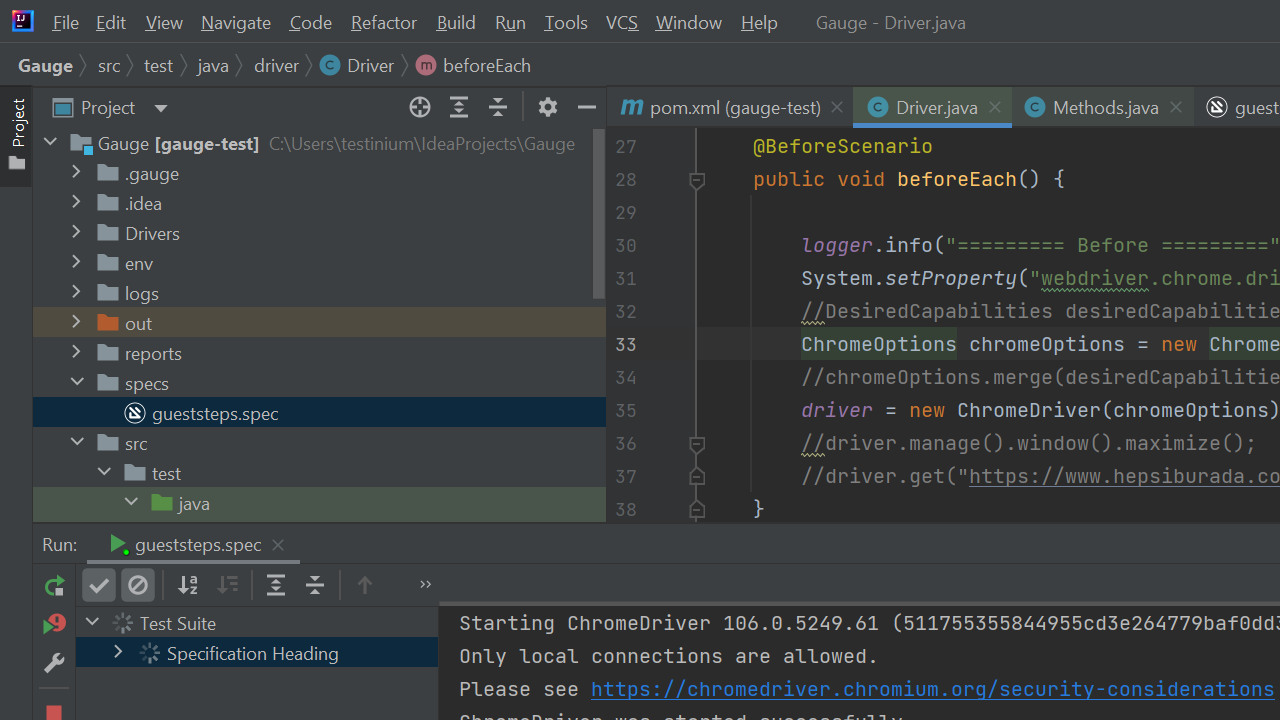 File Edit View Navigate Code Refactor Build Run Tools VCS Window Help Gauge - Driver.java
Gauge src test java driver C Driver m beforeEach
Project
Project
m pom.xml (gauge-test) C Driver.java C Methods.java guest
Gauge [gauge-test] C:\Users\testinium\IdeaProjects\Gauge
.gauge
.idea
Drivers
env
logs
out
reports
specs
gueststeps.spec
src
test
java
27 @BeforeScenario
28 public void beforeEach() {
29
30 logger.info("========= Before ========="
31 System.setProperty("webdriver.chrome.dri
32 //DesiredCapabilities desiredCapabilitie
33 ChromeOptions chromeOptions = new Chrome
34 //chromeOptions.merge(desiredCapabilitie
35 driver = new ChromeDriver(chromeOptions)
36 //driver.manage().window().maximize();
37 //driver.get("https://www.hepsiburada.co
38 }
Run: gueststeps.spec
Test Suite
Specification Heading
9
Starting ChromeDriver 106.0.5249.61 (511755355844955cd3e264779baf0dd3
Only local connections are allowed.
Please see https://chromedriver.chromium.org/security-considerations
ChromeDriver was started successfully